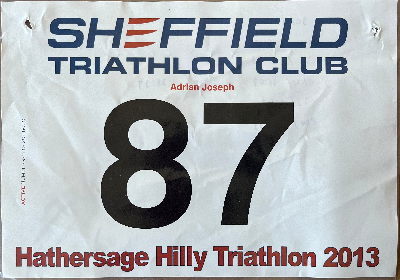 SHEFFIELD
TRIATHLON CLUB
Adrian Joseph
87
Hathersage Hilly Triathlon 2013